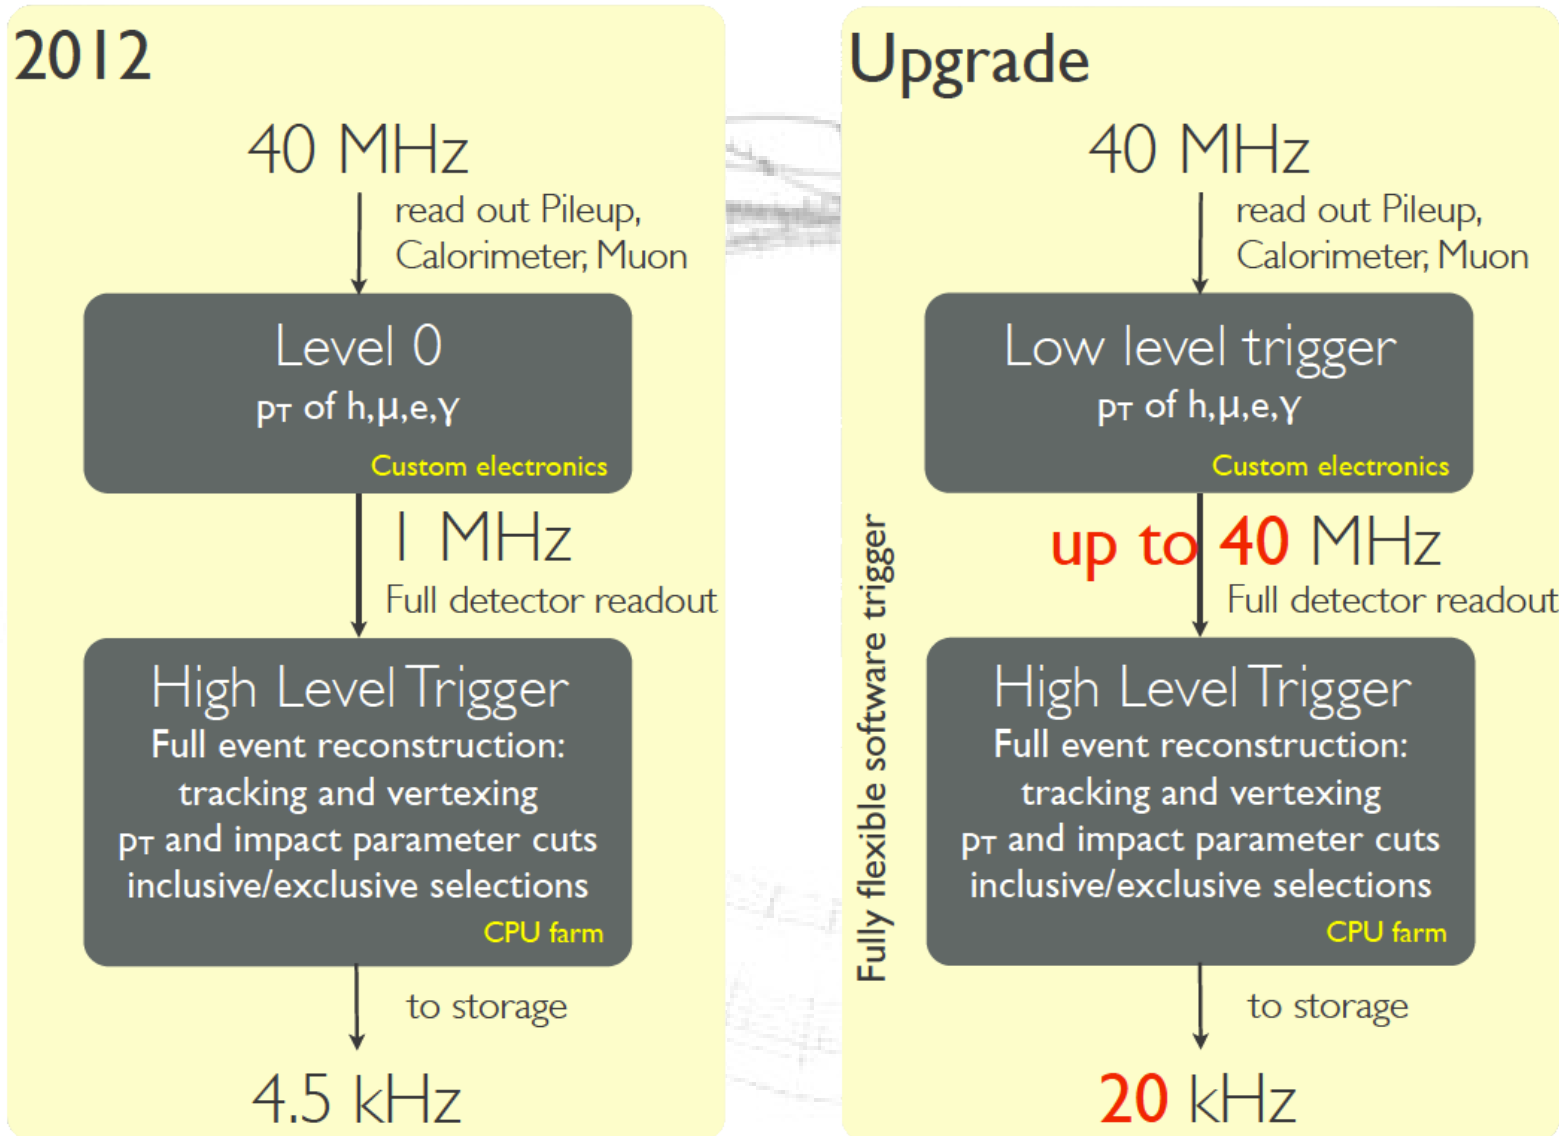 2012
40 MHz
read out Pileup,
Calorimeter, Muon
Level 0
pT of h,μ,e,γ
Custom electronics
1 MHz
Full detector readout
High Level Trigger
Full event reconstruction:
tracking and vertexing
pT and impact parameter cuts
inclusive/exclusive selections
CPU farm
to storage
4.5 kHz
Upgrade
40 MHz
read out Pileup,
Calorimeter, Muon
Low level trigger
pT of h,μ,e,γ
Custom electronics
up to 40 MHz
Full detector readout
Fully flexible software trigger
High Level Trigger
Full event reconstruction:
tracking and vertexing
pT and impact parameter cuts
inclusive/exclusive selections
CPU farm
to storage
20 kHz